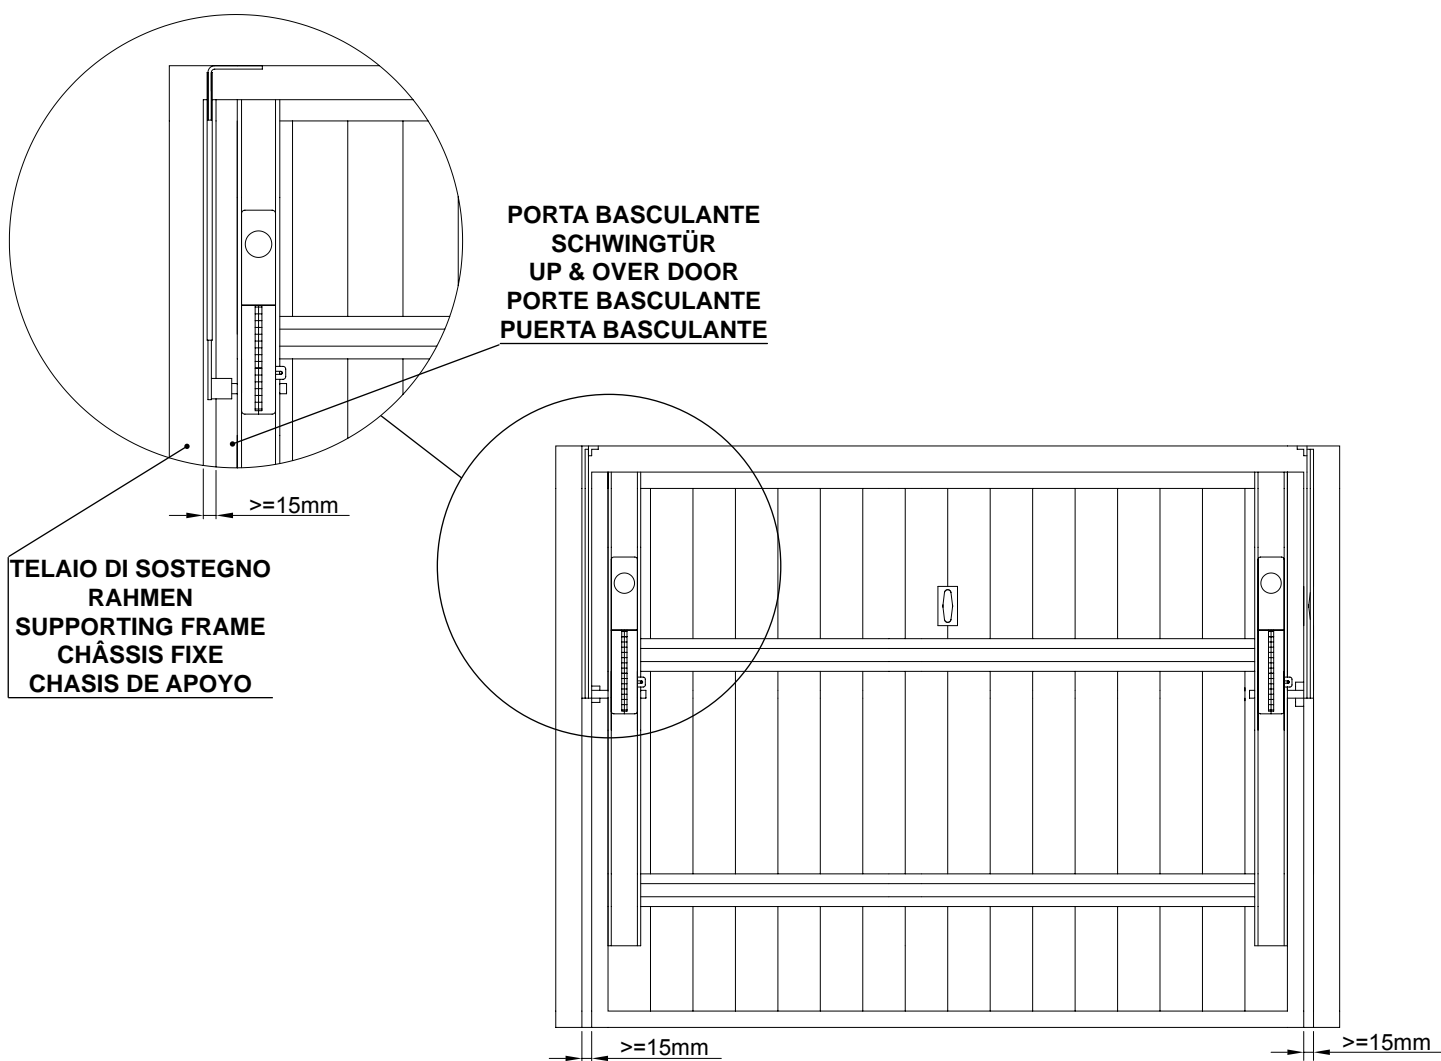 PORTA BASCULANTE
SCHWINGTÜR
UP & OVER DOOR
PORTE BASCULANTE
PUERTA BASCULANTE
>=15mm
TELAIO DI SOSTEGNO
RAHMEN
SUPPORTING FRAME
CHÂSSIS FIXE
CHASIS DE APOYO
>=15mm
>=15mm